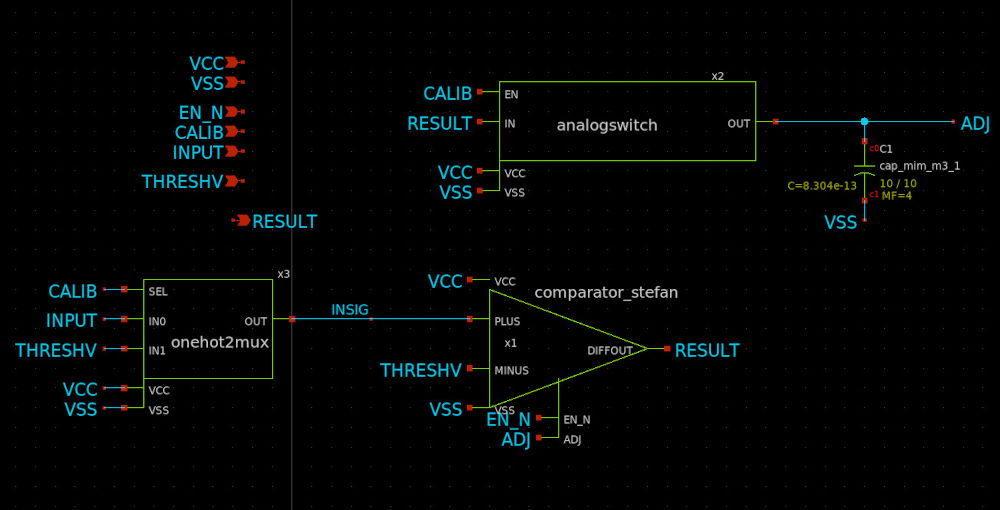 VCC
VSS
EN_N
CALIB
INPUT
THRESHV
RESULT
x2
CALIB
EN
RESULT
IN
analogswitch
OUT
ADJ
VCC
VCC
VSS
VSS
c0
C1
cap_mim_m3_1
C=8.304e-13
10 / 10
c1
MF=4
VSS
x3
CALIB
SEL
INPUT
IN0
OUT
onehot2mux
THRESHV
IN1
VCC
VCC
VSS
VSS
INSIG
VCC
VCC
comparator_stefan
PLUS
x1
DIFFOUT
RESULT
THRESHV
MINUS
VSS
VSS
EN_N
EN_N
ADJ
ADJ